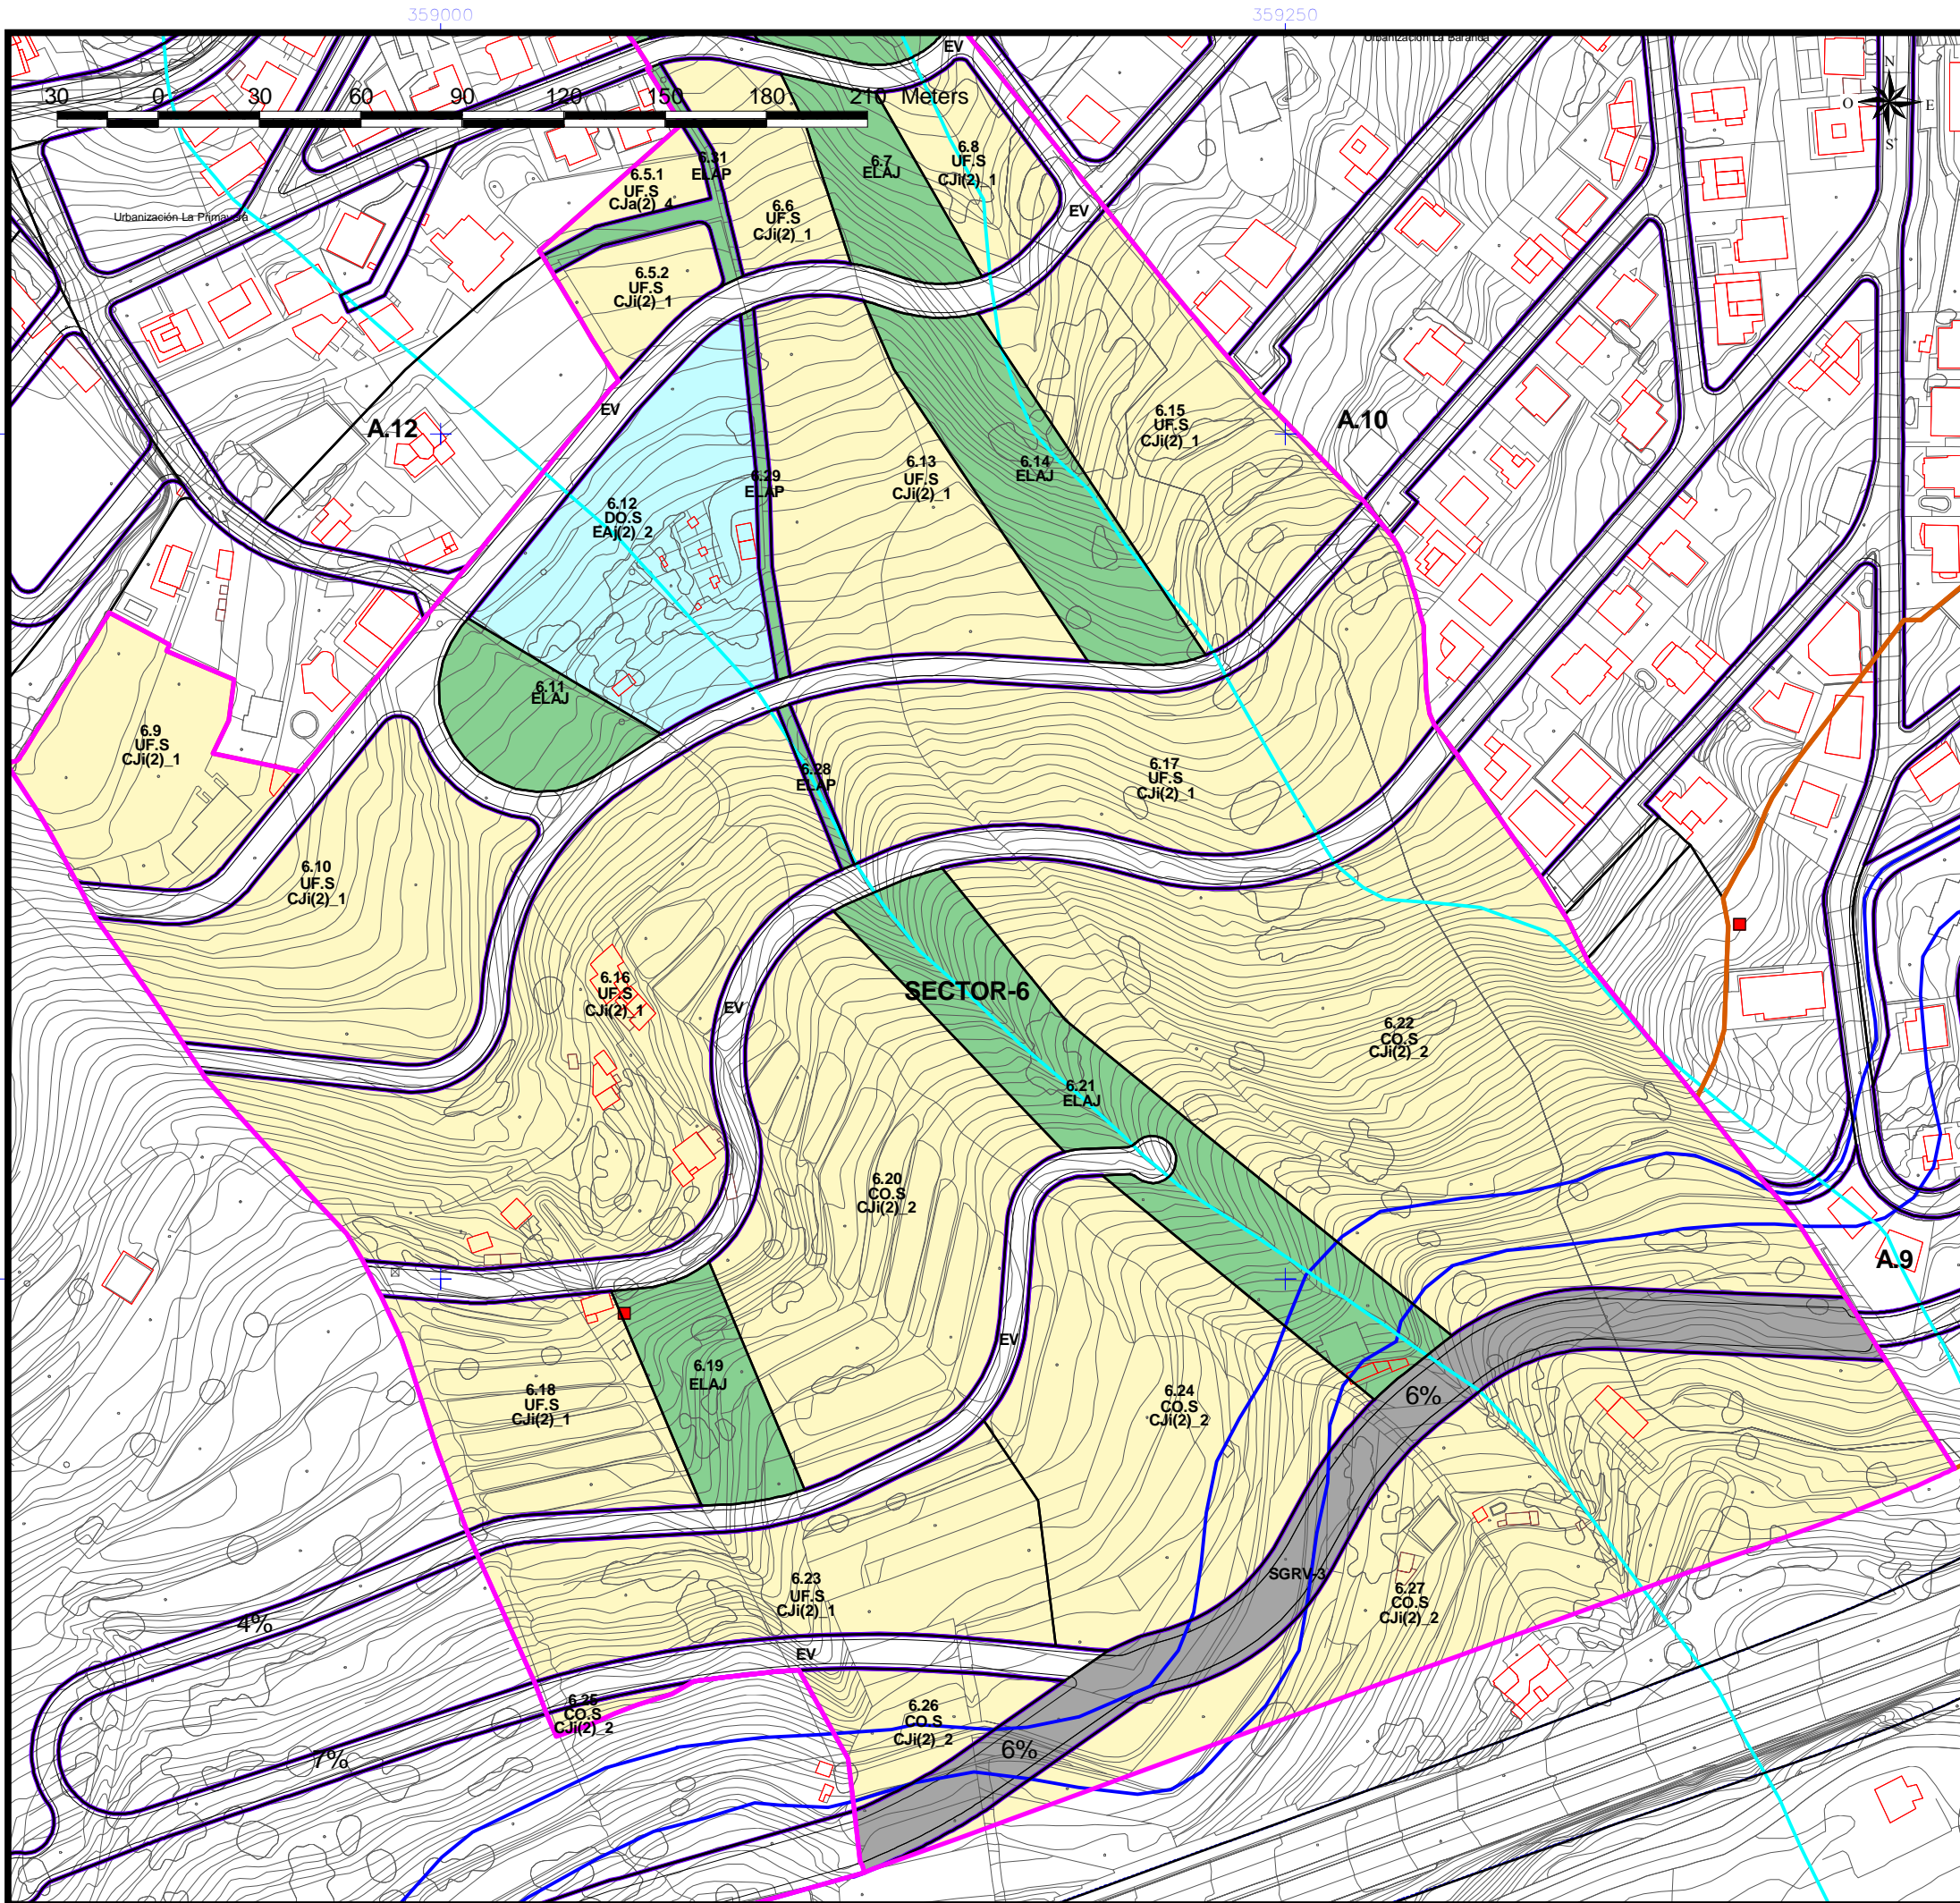 359000
359250
Urbanización La Baranda
EV
30 0 30 60 90 120 150 180 210 Meters
N
O E
S
6.31
ELAP
6.5.1
UF.S
CJa(2)_4
6.7
ELAJ
6.8
UF.S
CJi(2)_1
Urbanización La Primavera
6.6
UF.S
CJi(2)_1
EV
6.5.2
UF.S
CJi(2)_1
EV
A.12
A.10
6.15
UF.S
CJi(2)_1
6.29
ELAP
6.13
UF.S
CJi(2)_1
6.14
ELAJ
6.12
DO.S
EAj(2)_2
6.11
ELAJ
6.9
UF.S
CJi(2)_1
6.28
ELAP
6.17
UF.S
CJi(2)_1
6.10
UF.S
CJi(2)_1
6.16
UF.S
CJi(2)_1
EV
SECTOR-6
6.22
CO.S
CJi(2)_2
6.21
ELAJ
6.20
CO.S
CJi(2)_2
A.9
EV
6.19
ELAJ
6.18
UF.S
CJi(2)_1
6.24
CO.S
CJi(2)_2
6%
SGRV-3
6.23
UF.S
CJi(2)_1
6.27
CO.S
CJi(2)_2
4%
EV
6.25
CO.S
CJi(2)_2
6.26
CO.S
CJi(2)_2
6%
7%